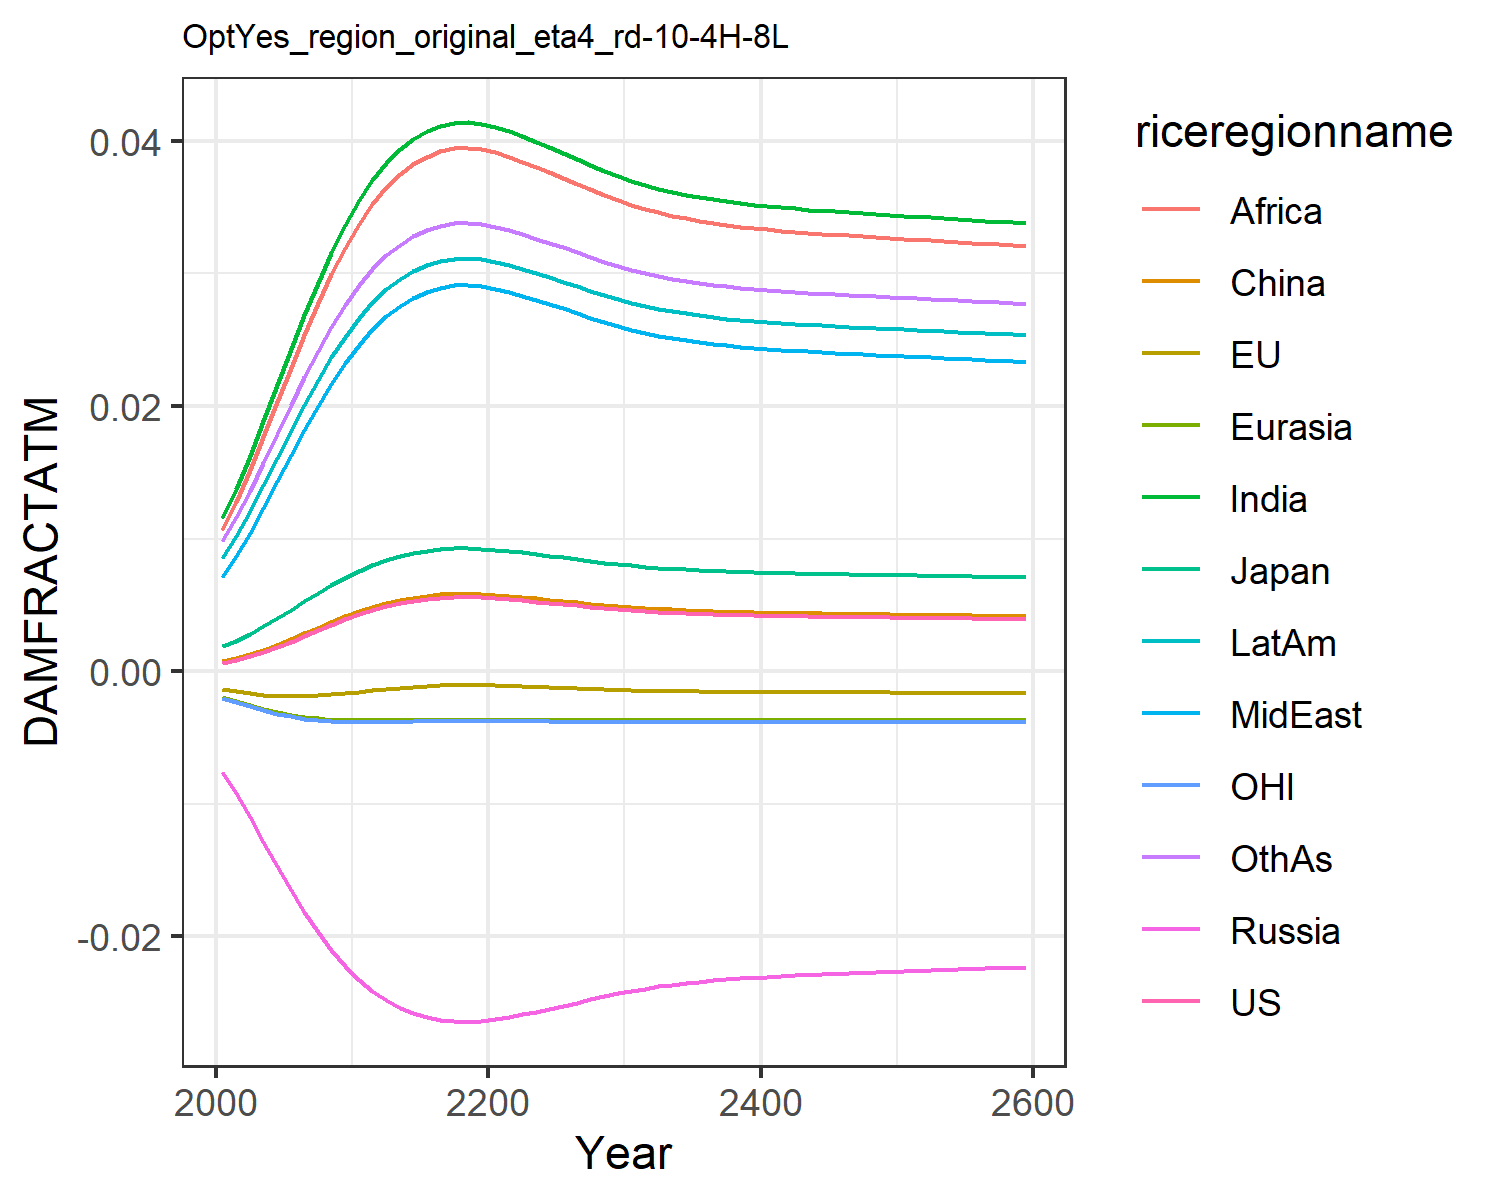 OptYes_region_original_eta4_rd-10-4H-8L
0.04
0.02
0.00
-0.02
DAMFRACTATM
2000 2200 2400 2600
Year
riceregionname
Africa
China
EU
Eurasia
India
Japan
LatAm
MidEast
OHI
OthAs
Russia
US